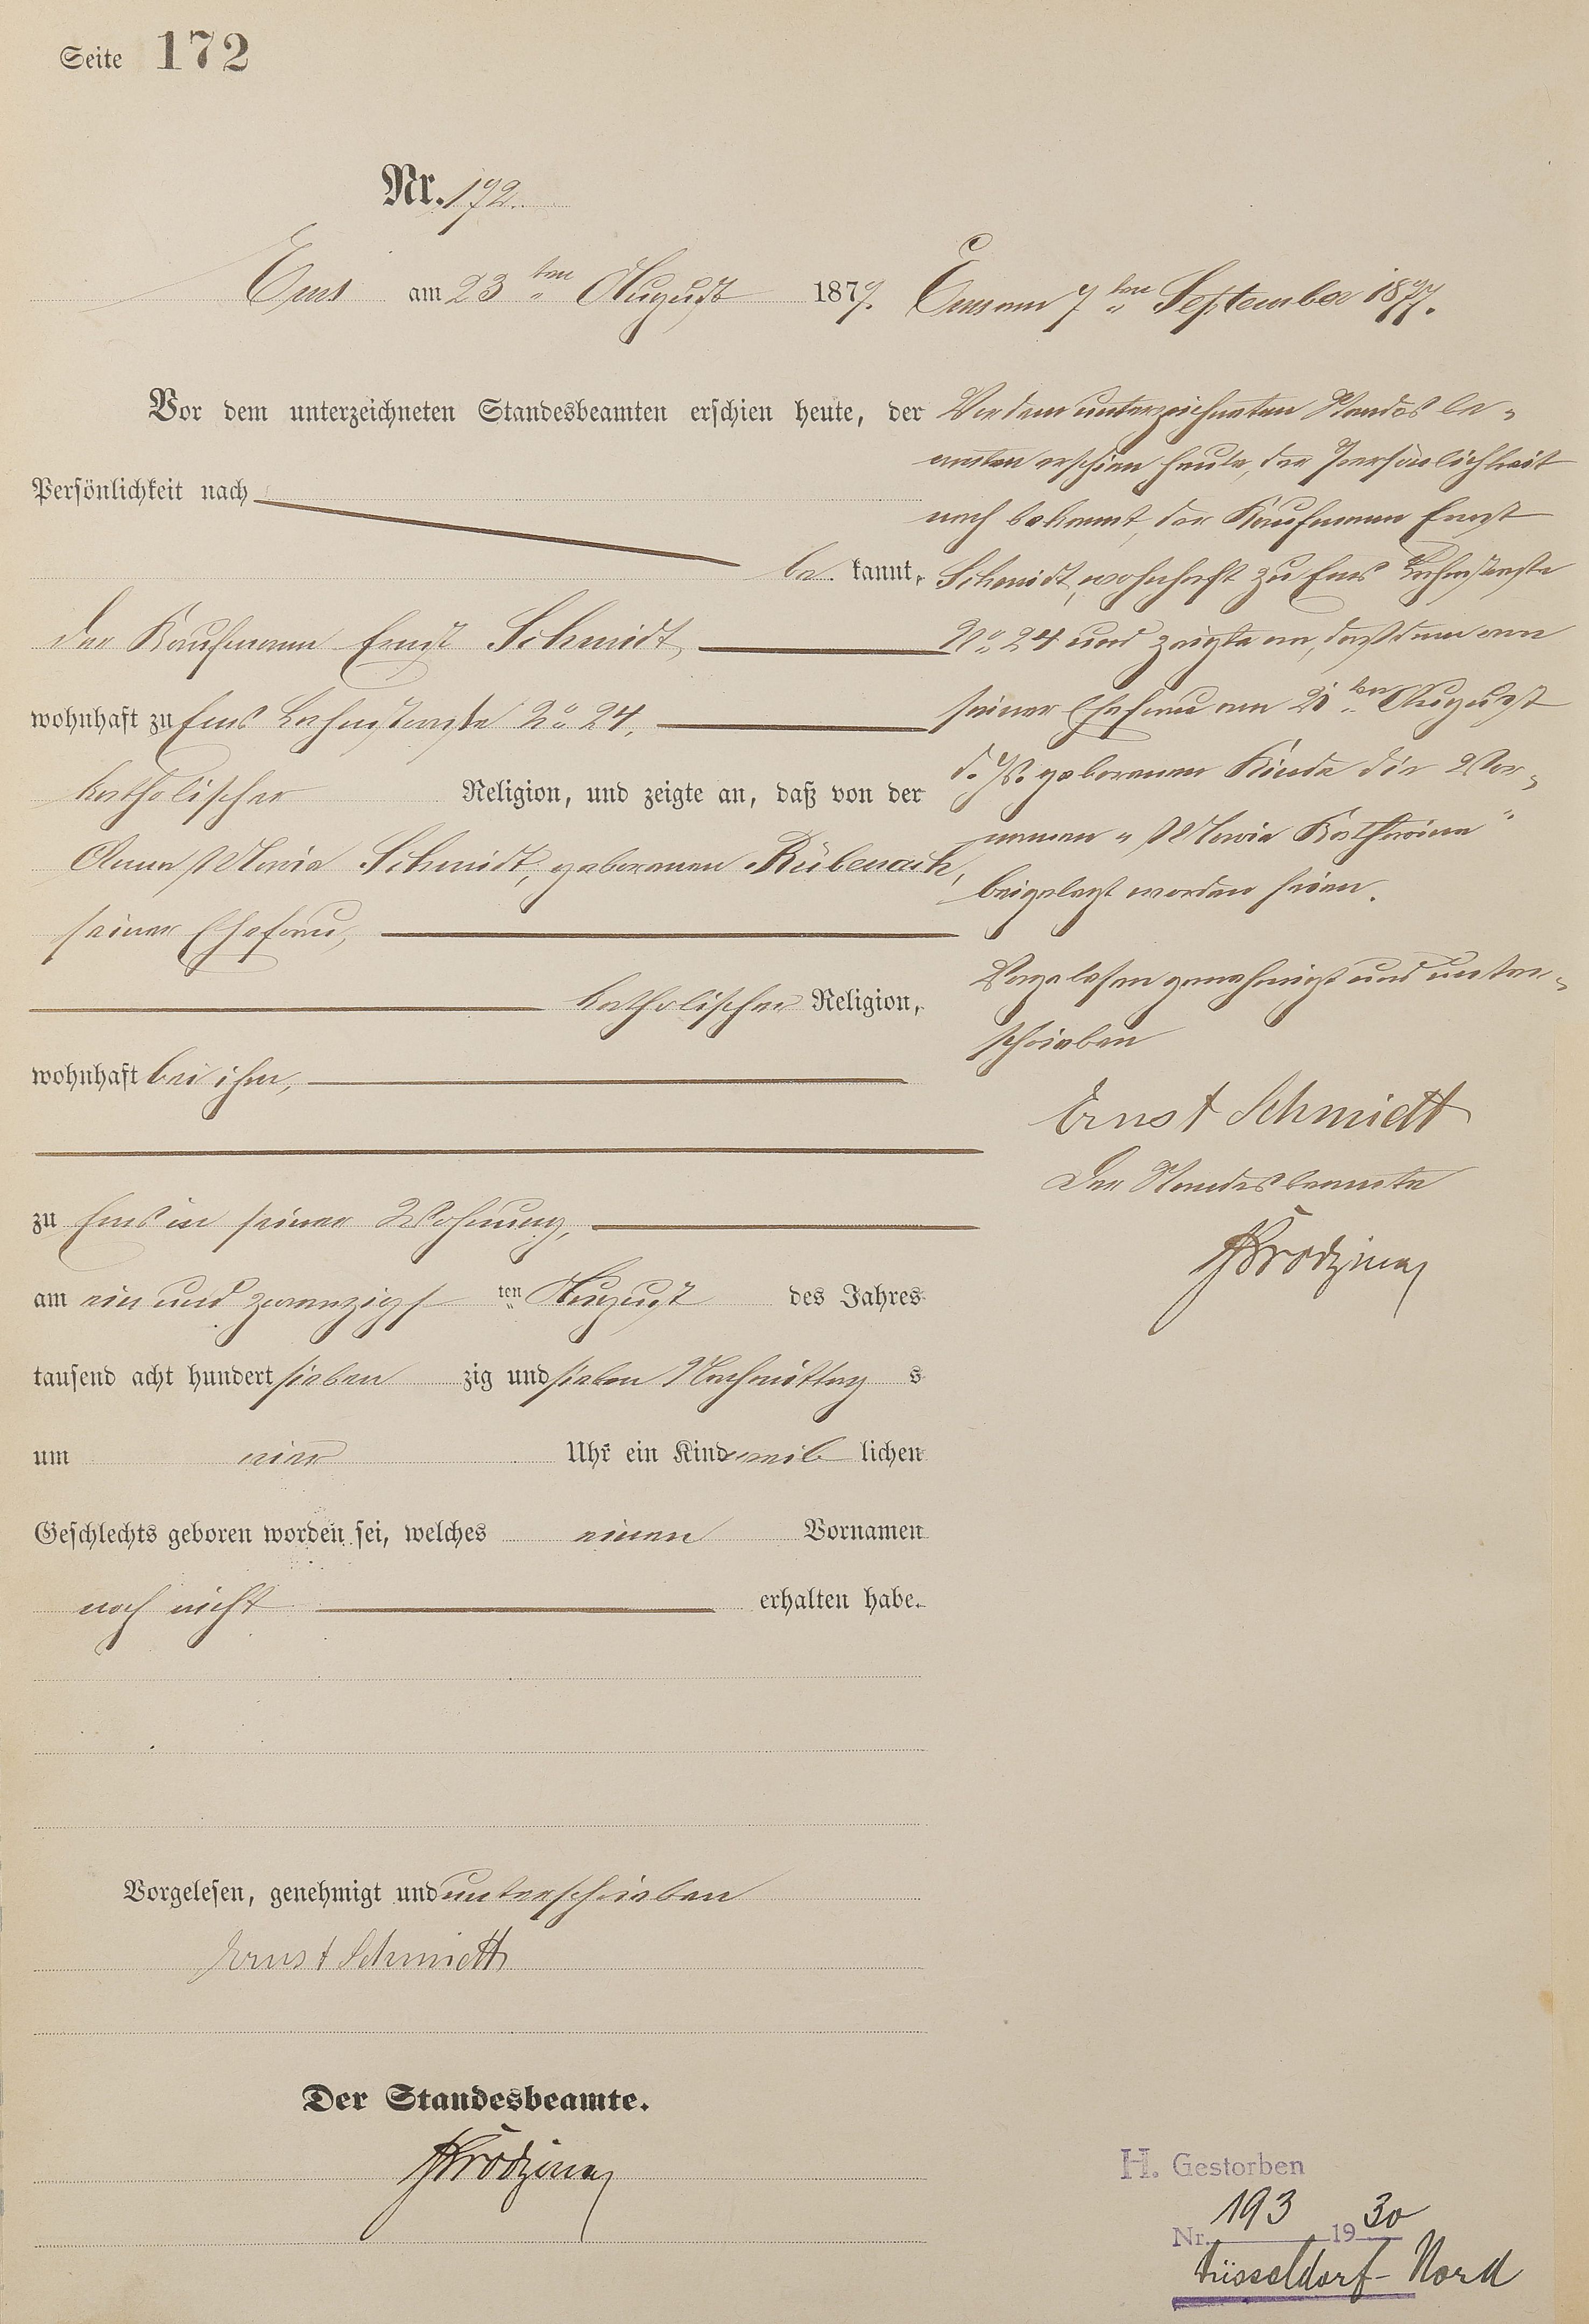 Seite 172
Nr. 172.
Ems am 23ten August 1877.
Vor dem unterzeichneten Standesbeamten erschien heute, der
Persönlichkeit nach
be kannt,
der Kaufmann Ernst Schmidt,
wohnhaft zu Ems Lahnstraße No 24,
katholischer Religion, und zeigte an, daß von der
Anna Maria Schmidt, geborenen Rübenach,
seiner Ehefrau,
katholischer Religion,
wohnhaft bei ihm,
zu Ems in seiner Wohnung,
am ein und zwanzigsten August des Jahres
tausend acht hundert sieben zig und sieben Nachmittag s
um vier Uhr ein Kind weib lichen
Geschlechts geboren worden sei, welches einen Vornamen
noch nicht erhalten habe.
Vorgelesen, genehmigt und unterschrieben
Ernst Schmidt
Der Standesbeamte.
Ems am 7ten September 1877.
Vor dem unterzeichneten Standesbe-
amten erschien heute, der Persönlichkeit
nach bekannt, der Kaufmann Ernst
Schmidt, wohnhaft zu Ems Lahnstraße
No 24 und zeigte an, daß dem von
seiner Ehefrau am 21ten August
d. Js. geborenen Kinde die Vor-
namen "Maria Katharina"
beigelegt worden seien.
Vorgelesen genehmigt und unter-
schrieben
Ernst Schmidt
Der Standesbeamte
H. Gestorben
Nr. 193 1930
Düsseldorf-Nord